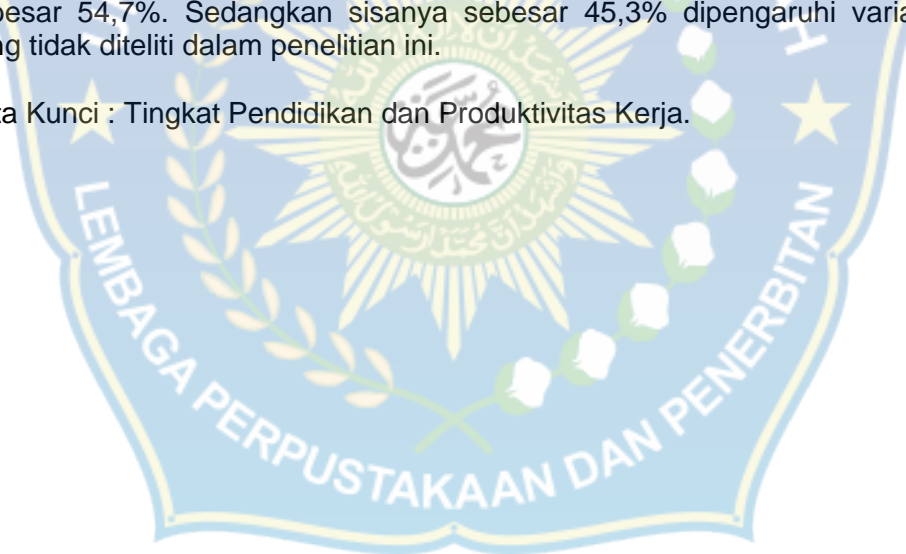 besar 54,7%. Sedangkan sisanya sebesar 45,3% dipengaruhi varia
g tidak diteliti dalam penelitian ini.
ta Kunci : Tingkat Pendidikan dan Produktivitas Kerja.
LEMBAGA PERPUSTAKAAN DAN PENERBITAN